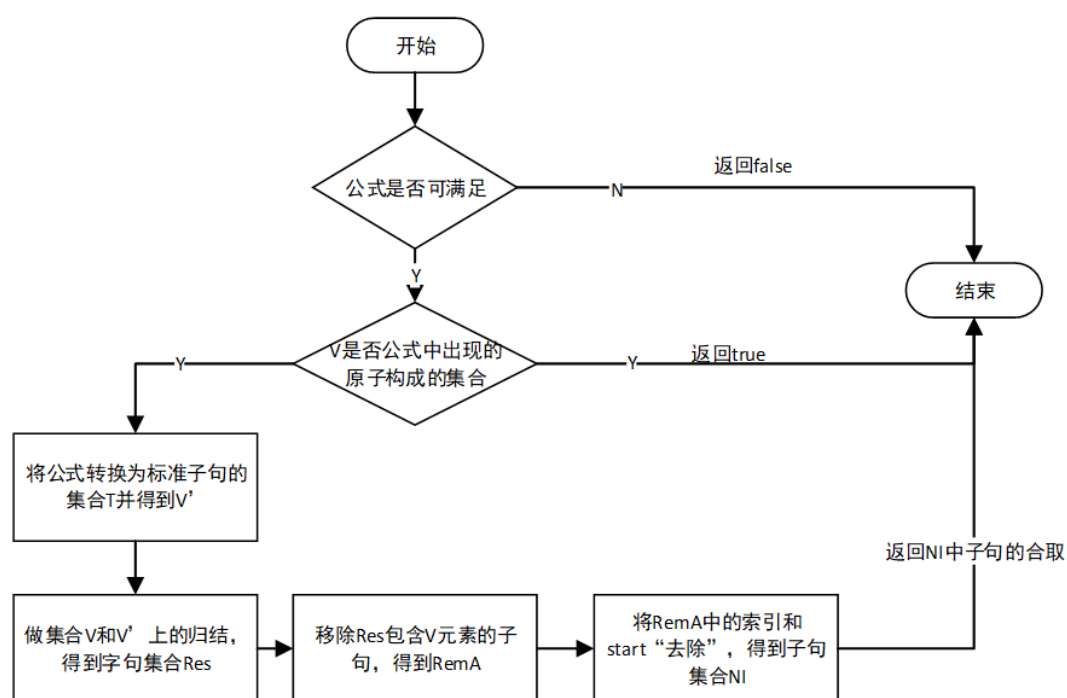 开始
公式是否可满足
N
返回false
Y
结束
V是否公式中出现的
原子构成的集合
Y
Y
返回true
将公式转换为标准子句的
集合T并得到V’
返回NI中子句的合取
做集合V和V’上的归结,
得到字句集合Res
移除Res包含V元素的子
句,得到RemA
将RemA中的索引和
start“去除”,得到子句
集合NI